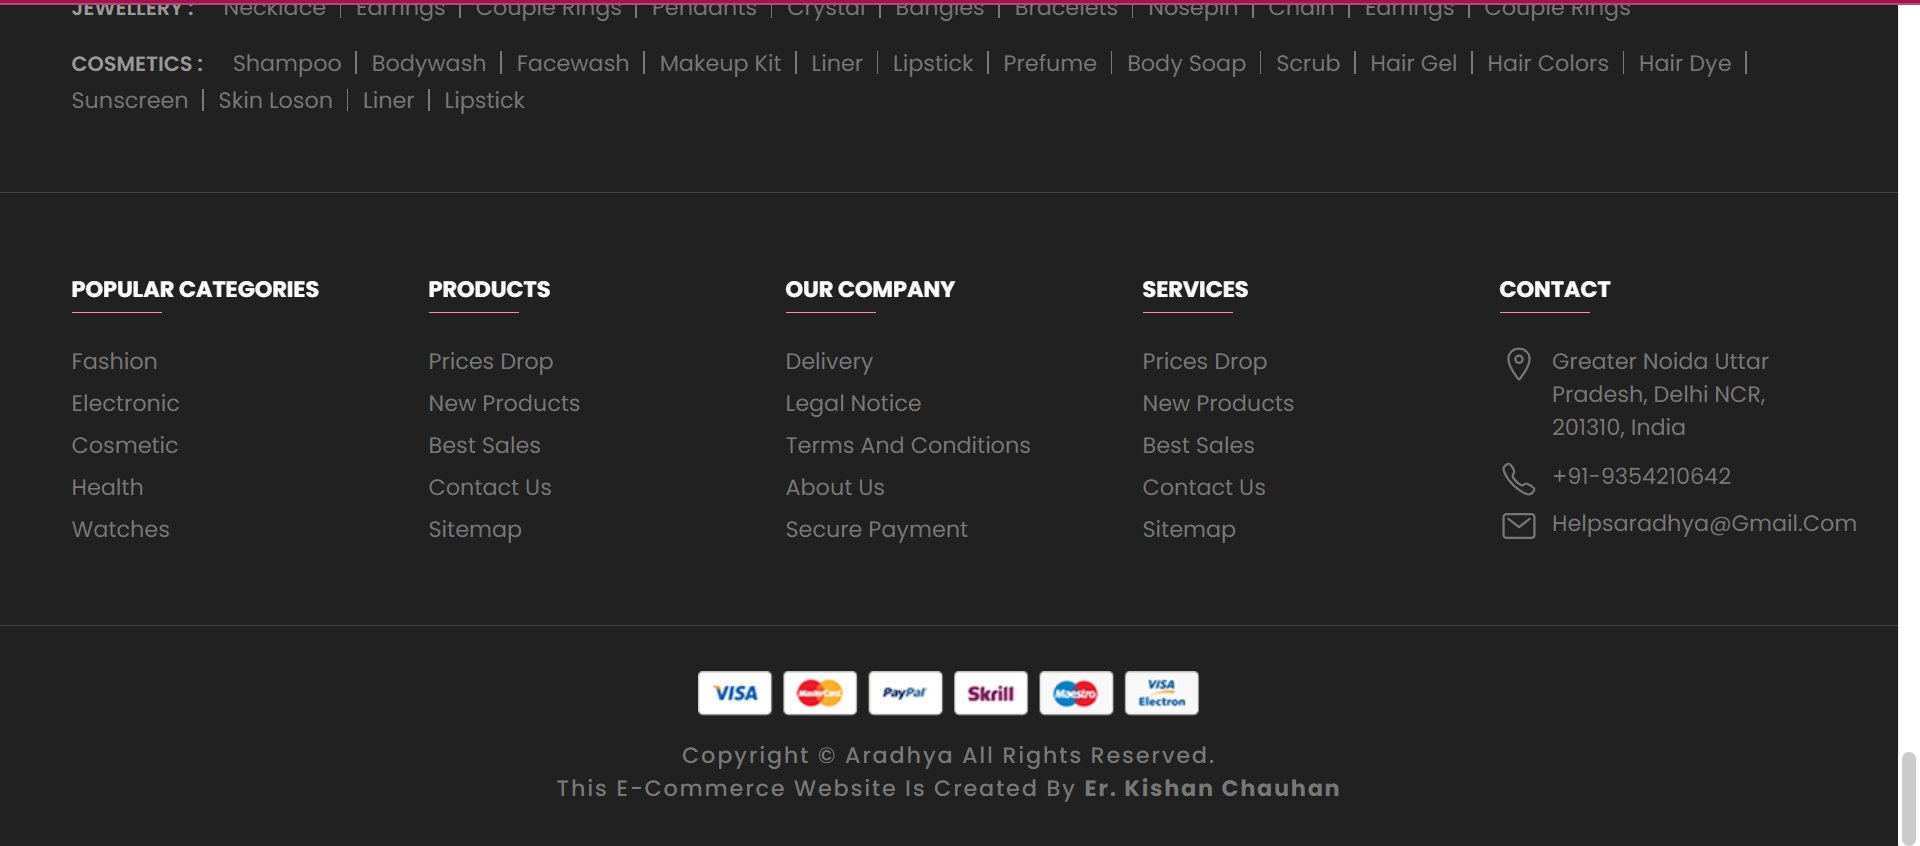 JEWELLERY : Necklace | Earrings | Couple Rings | Pendants | Crystal | Bangles | Bracelets | Nosepin | Chain | Earrings | Couple Rings
COSMETICS : Shampoo | Bodywash | Facewash | Makeup Kit | Liner | Lipstick | Prefume | Body Soap | Scrub | Hair Gel | Hair Colors | Hair Dye |
Sunscreen | Skin Loson | Liner | Lipstick
POPULAR CATEGORIES
Fashion
Electronic
Cosmetic
Health
Watches
PRODUCTS
Prices Drop
New Products
Best Sales
Contact Us
Sitemap
OUR COMPANY
Delivery
Legal Notice
Terms And Conditions
About Us
Secure Payment
SERVICES
Prices Drop
New Products
Best Sales
Contact Us
Sitemap
CONTACT
Greater Noida Uttar
Pradesh, Delhi NCR,
201310, India
+91-9354210642
Helpsaradhya@Gmail.Com
VISA MasterCard PayPal Skrill Maestro VISA
Electron
Copyright © Aradhya All Rights Reserved.
This E-Commerce Website Is Created By Er. Kishan Chauhan